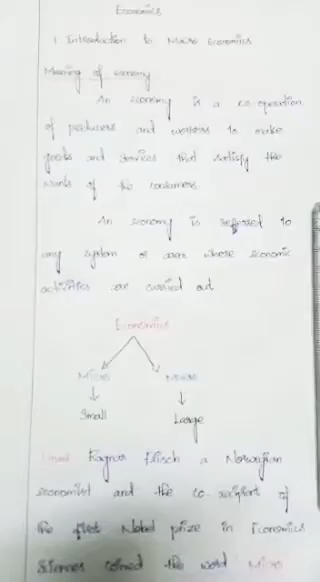 Economics
1. Introduction to Macro Economics
Meaning of economy
An economy is a co-operation
of producers and workers to make
goods and services that satisfy the
wants of the consumers
An economy is referred to
any system or area where economic
activities are carried out
Economics
Micro Macro
↓ ↓
Small Large
Ragnar Frisch a Norwegian
economist and the co-recipient of
the first Nobel prize in Economics
Sciences coined the word Micro